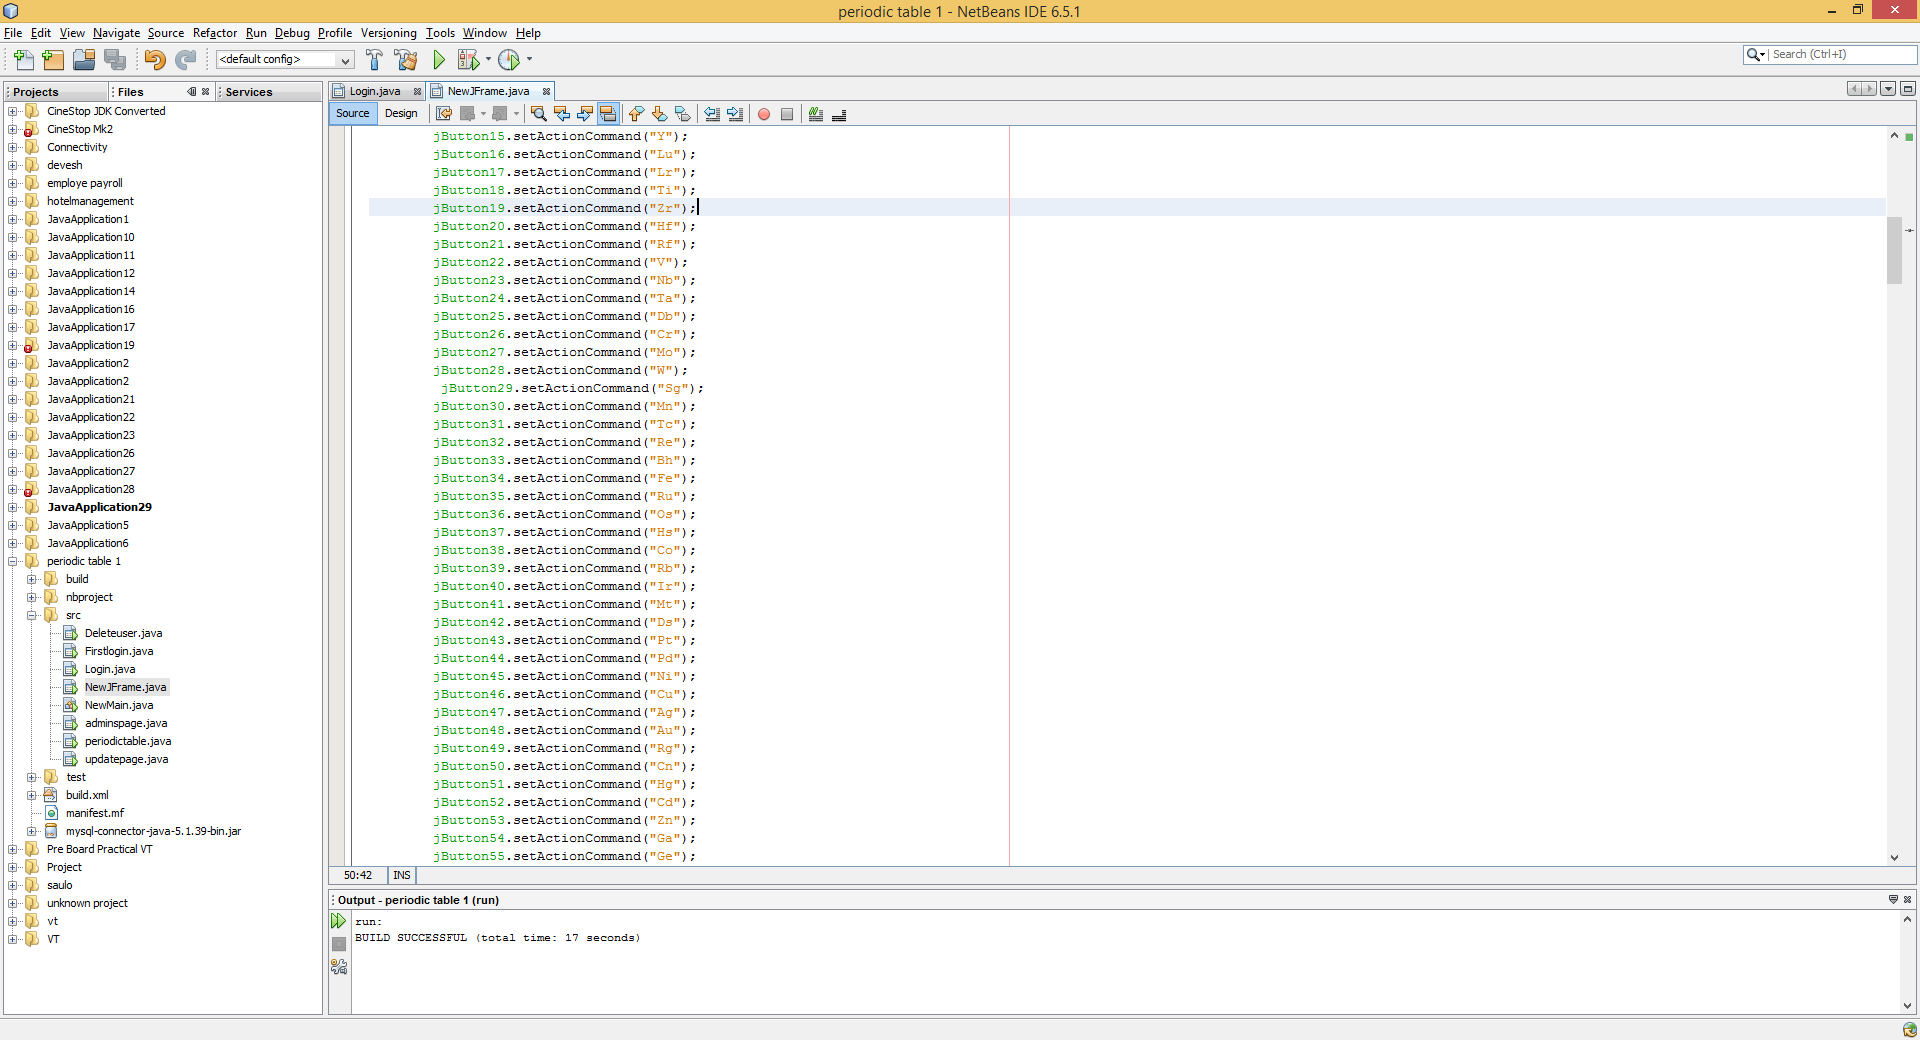 periodic table 1 - NetBeans IDE 6.5.1
File Edit View Navigate Source Refactor Run Debug Profile Versioning Tools Window Help
<default config>
Search (Ctrl+I)
Projects Files Services
CineStop JDK Converted
CineStop Mk2
Connectivity
devesh
employe payroll
hotelmanagement
JavaApplication1
JavaApplication10
JavaApplication11
JavaApplication12
JavaApplication14
JavaApplication16
JavaApplication17
JavaApplication19
JavaApplication2
JavaApplication2
JavaApplication21
JavaApplication22
JavaApplication23
JavaApplication26
JavaApplication27
JavaApplication28
JavaApplication29
JavaApplication5
JavaApplication6
periodic table 1
build
nbproject
src
Deleteuser.java
Firstlogin.java
Login.java
NewJFrame.java
NewMain.java
adminspage.java
periodictable.java
updatepage.java
test
build.xml
manifest.mf
mysql-connector-java-5.1.39-bin.jar
Pre Board Practical VT
Project
saulo
unknown project
vt
VT
Login.java NewJFrame.java
Source Design
jButton15.setActionCommand("Y");
jButton16.setActionCommand("Lu");
jButton17.setActionCommand("Lr");
jButton18.setActionCommand("Ti");
jButton19.setActionCommand("Zr");
jButton20.setActionCommand("Hf");
jButton21.setActionCommand("Rf");
jButton22.setActionCommand("V");
jButton23.setActionCommand("Nb");
jButton24.setActionCommand("Ta");
jButton25.setActionCommand("Db");
jButton26.setActionCommand("Cr");
jButton27.setActionCommand("Mo");
jButton28.setActionCommand("W");
jButton29.setActionCommand("Sg");
jButton30.setActionCommand("Mn");
jButton31.setActionCommand("Tc");
jButton32.setActionCommand("Re");
jButton33.setActionCommand("Bh");
jButton34.setActionCommand("Fe");
jButton35.setActionCommand("Ru");
jButton36.setActionCommand("Os");
jButton37.setActionCommand("Hs");
jButton38.setActionCommand("Co");
jButton39.setActionCommand("Rb");
jButton40.setActionCommand("Ir");
jButton41.setActionCommand("Mt");
jButton42.setActionCommand("Ds");
jButton43.setActionCommand("Pt");
jButton44.setActionCommand("Pd");
jButton45.setActionCommand("Ni");
jButton46.setActionCommand("Cu");
jButton47.setActionCommand("Ag");
jButton48.setActionCommand("Au");
jButton49.setActionCommand("Rg");
jButton50.setActionCommand("Cn");
jButton51.setActionCommand("Hg");
jButton52.setActionCommand("Cd");
jButton53.setActionCommand("Zn");
jButton54.setActionCommand("Ga");
jButton55.setActionCommand("Ge");
50:42 INS
Output - periodic table 1 (run)
run:
BUILD SUCCESSFUL (total time: 17 seconds)